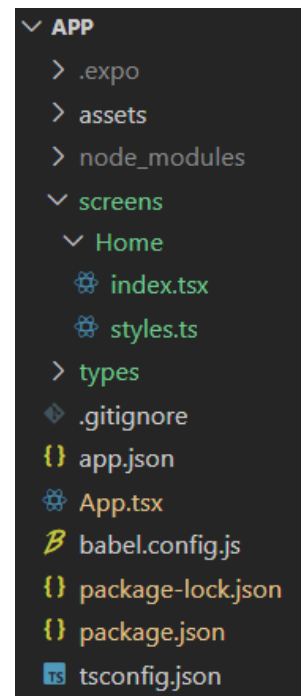 APP
.expo
assets
node_modules
screens
Home
index.tsx
styles.ts
types
.gitignore
{} app.json
App.tsx
B babel.config.js
{} package-lock.json
{} package.json
TS tsconfig.json